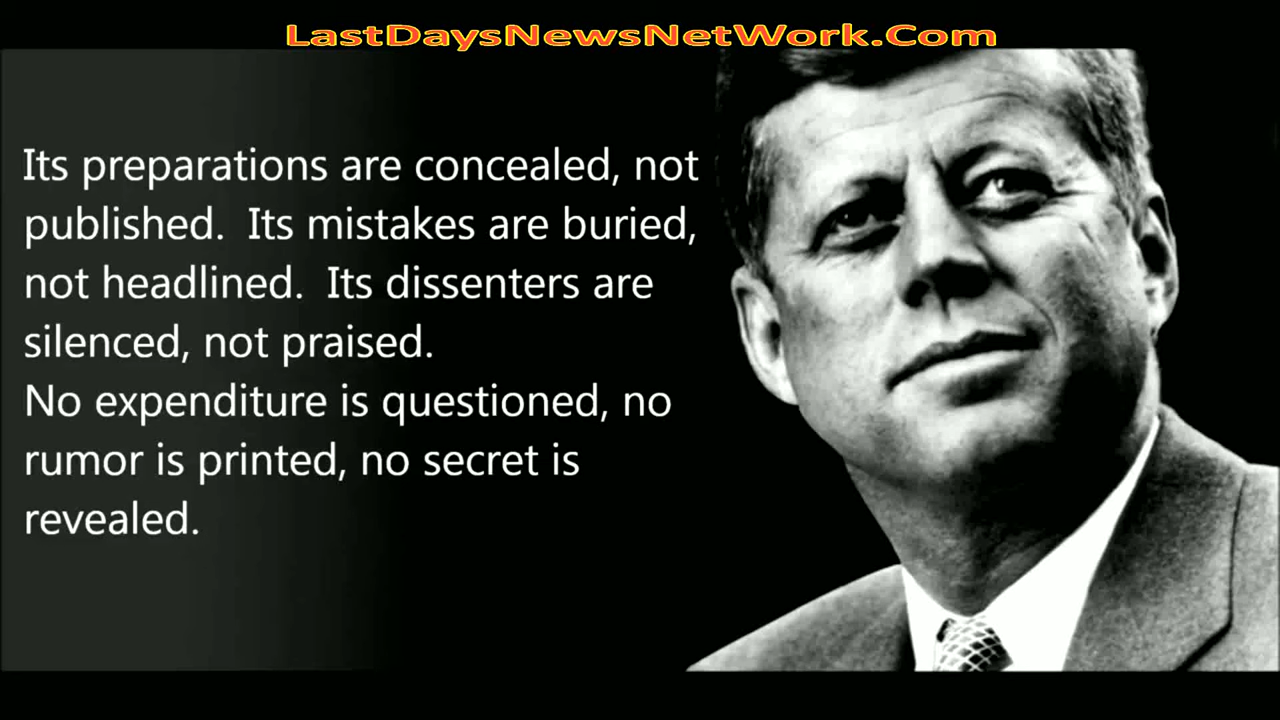 LastDaysNewsNetWork.Com
Its preparations are concealed, not
published.  Its mistakes are buried,
not headlined.  Its dissenters are
silenced, not praised.
No expenditure is questioned, no
rumor is printed, no secret is
revealed.